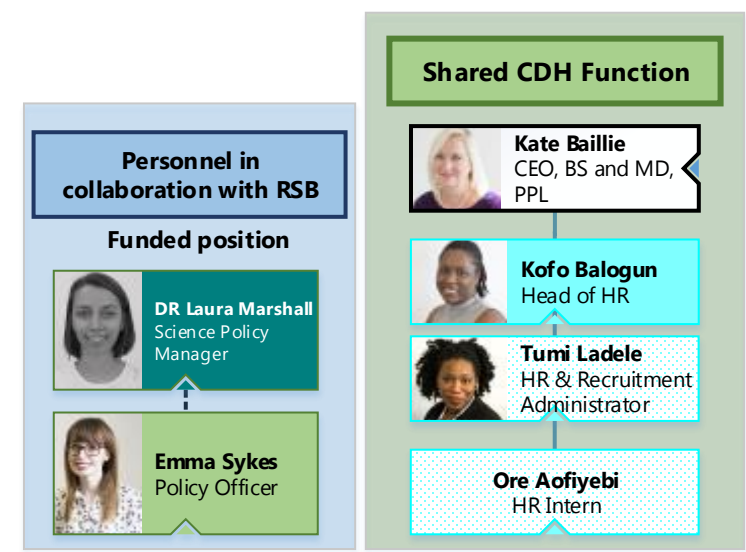 Personnel in
collaboration with RSB
Funded position
DR Laura Marshall
Science Policy
Manager
Emma Sykes
Policy Officer
Shared CDH Function
Kate Baillie
CEO, BS and MD,
PPL
Kofo Balogun
Head of HR
Tumi Ladele
HR & Recruitment
Administrator
Ore Aofiyebi
HR Intern